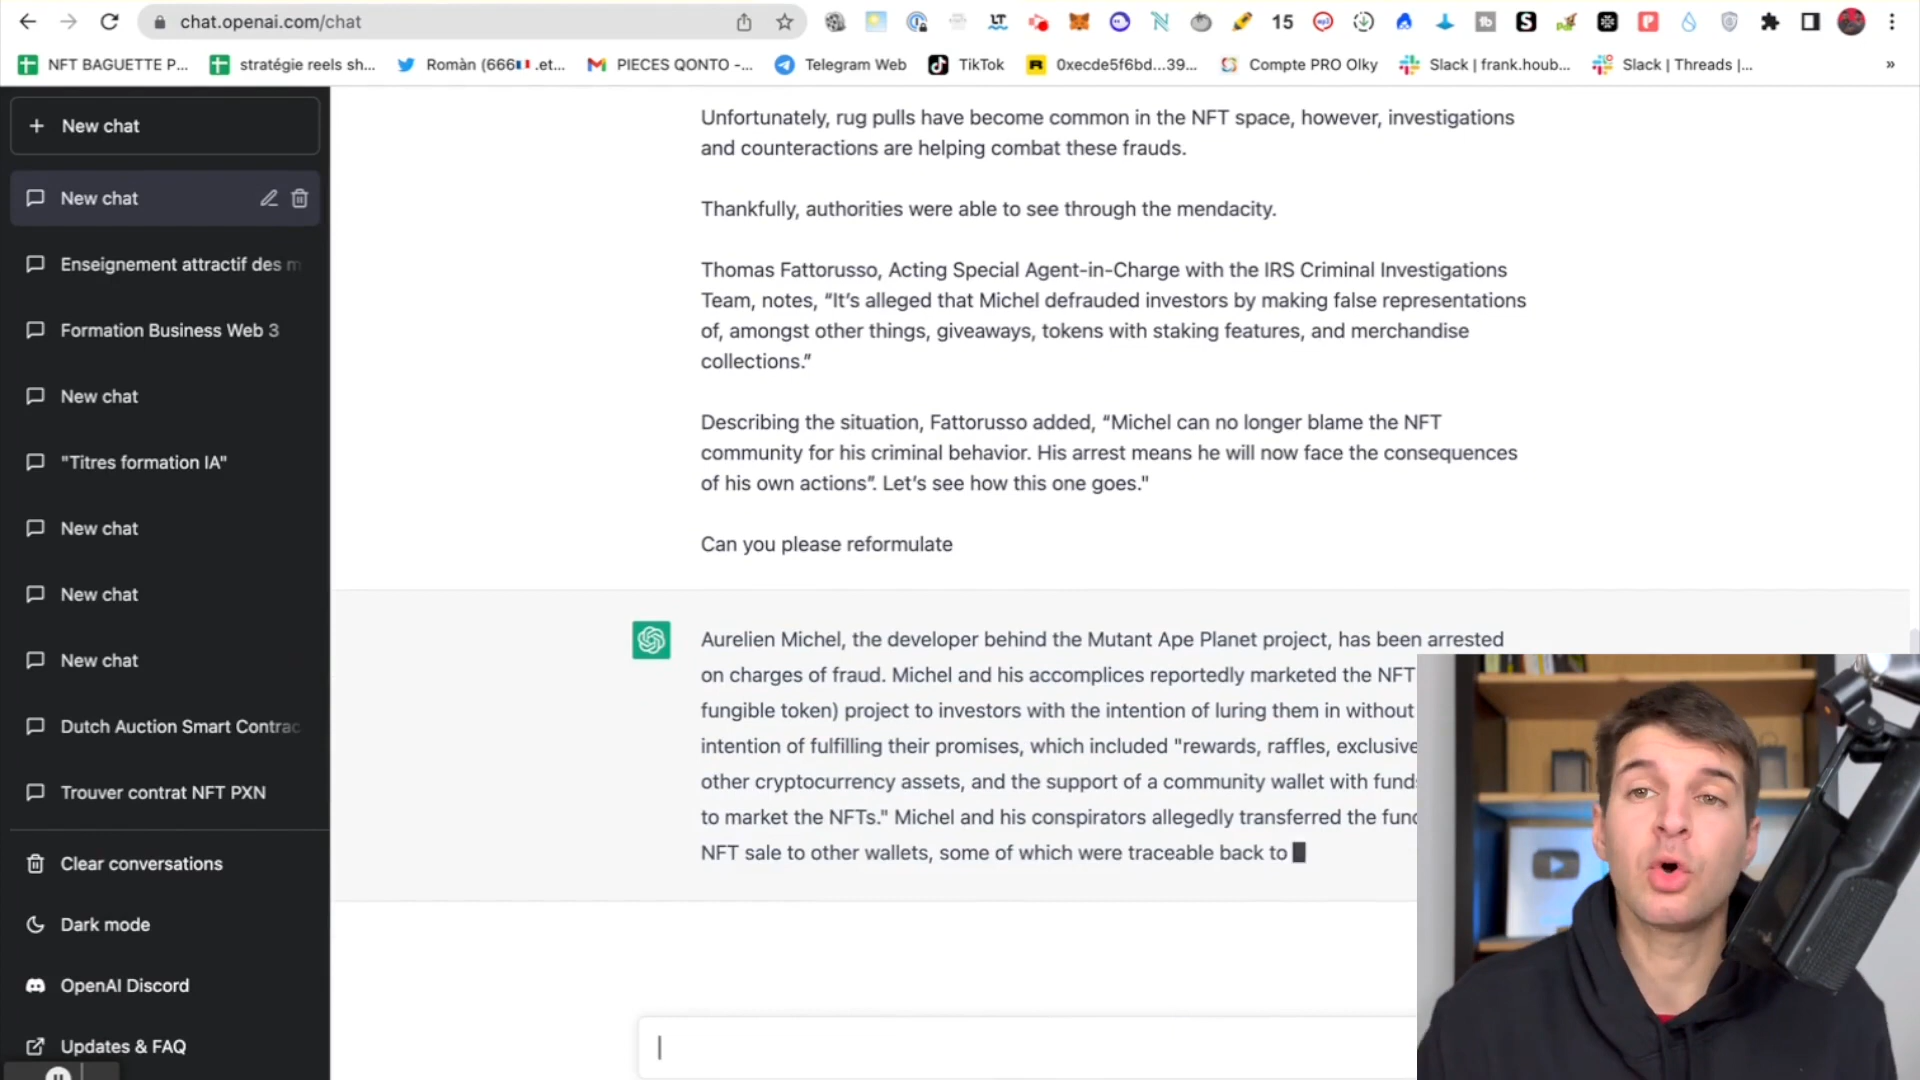 chat.openai.com/chat
15
NFT BAGUETTE P...
stratégie reels sh...
Romàn (666🇫🇷.et...
PIECES QONTO -...
Telegram Web
TikTok
0xecde5f6bd...39...
Compte PRO Olky
Slack | frank.houb...
Slack | Threads |...
»
New chat
New chat
Enseignement attractif des m
Formation Business Web 3
New chat
"Titres formation IA"
New chat
New chat
New chat
Dutch Auction Smart Contrac
Trouver contrat NFT PXN
Clear conversations
Dark mode
OpenAI Discord
Updates & FAQ
Unfortunately, rug pulls have become common in the NFT space, however, investigations
and counteractions are helping combat these frauds.
Thankfully, authorities were able to see through the mendacity.
Thomas Fattorusso, Acting Special Agent-in-Charge with the IRS Criminal Investigations
Team, notes, “It’s alleged that Michel defrauded investors by making false representations
of, amongst other things, giveaways, tokens with staking features, and merchandise
collections.”
Describing the situation, Fattorusso added, “Michel can no longer blame the NFT
community for his criminal behavior. His arrest means he will now face the consequences
of his own actions”. Let’s see how this one goes."
Can you please reformulate
Aurelien Michel, the developer behind the Mutant Ape Planet project, has been arrested
on charges of fraud. Michel and his accomplices reportedly marketed the NFT
fungible token) project to investors with the intention of luring them in without
intention of fulfilling their promises, which included "rewards, raffles, exclusive
other cryptocurrency assets, and the support of a community wallet with funds
to market the NFTs." Michel and his conspirators allegedly transferred the func
NFT sale to other wallets, some of which were traceable back to